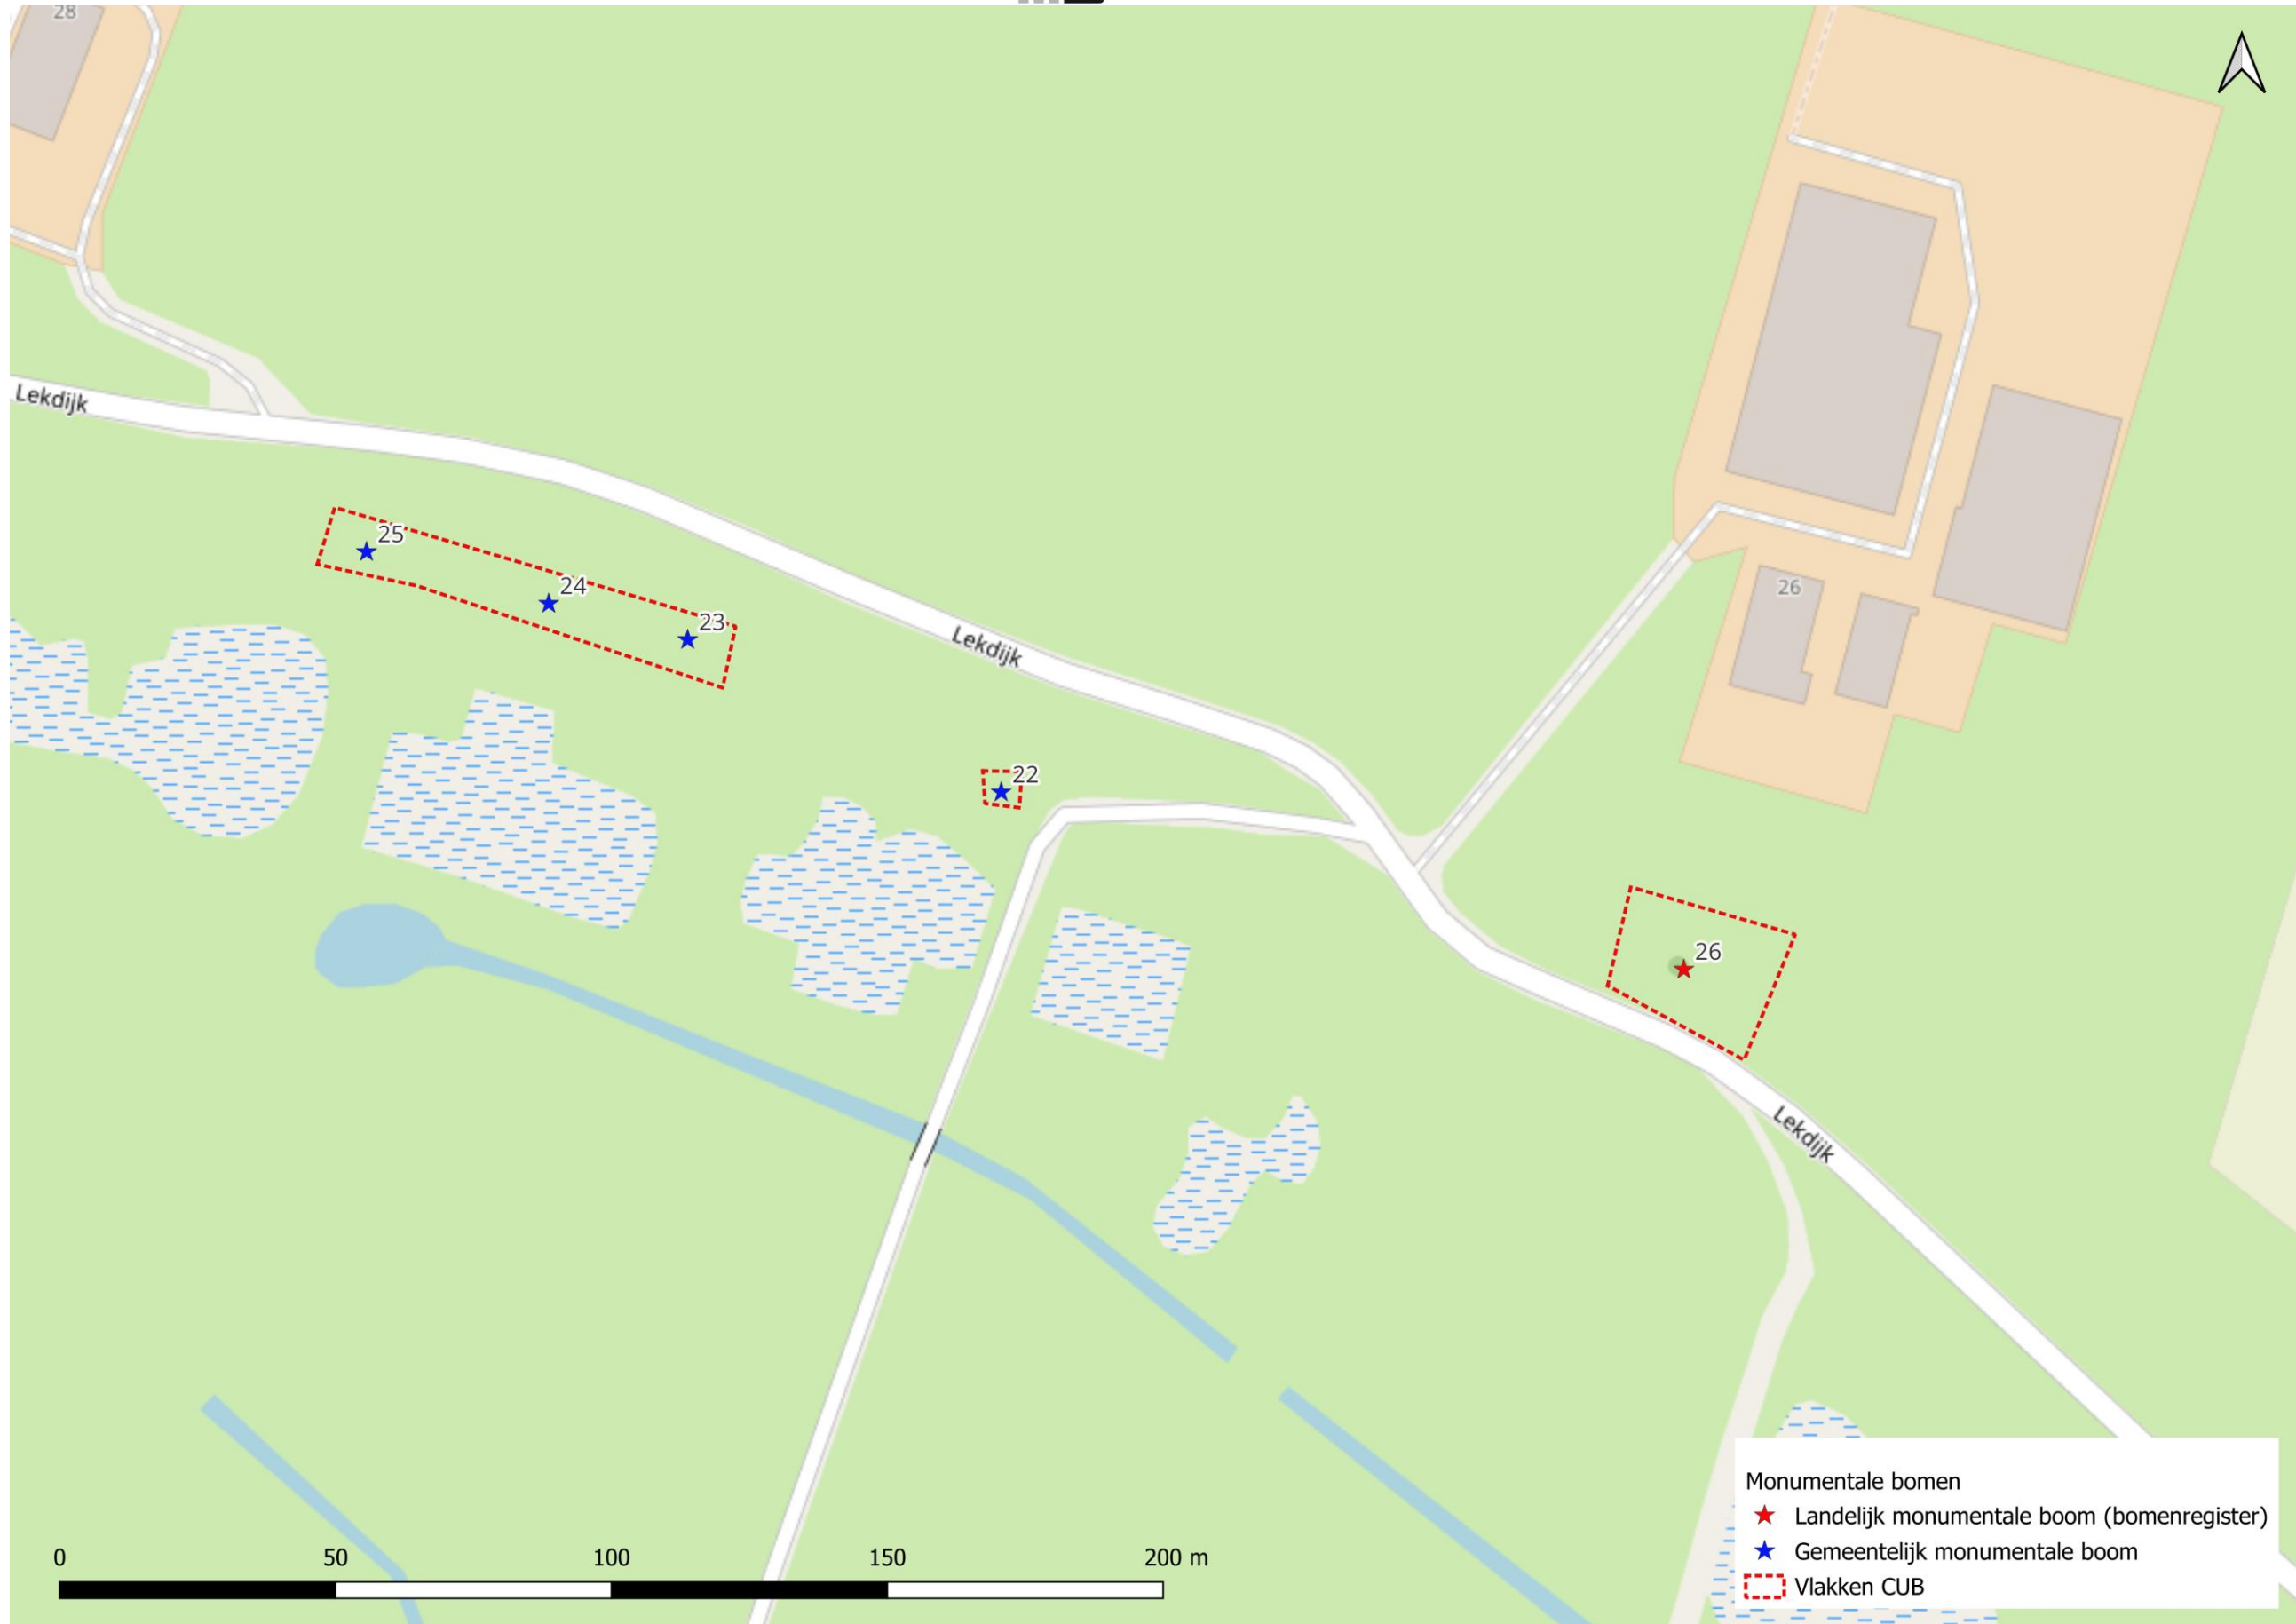 28
Lekdijk
25
24
23
Lekdijk
26
22
26
Lekdijk
Monumentale bomen
Landelijk monumentale boom (bomenregister)
Gemeentelijk monumentale boom
Vlakken CUB
0 50 100 150 200 m